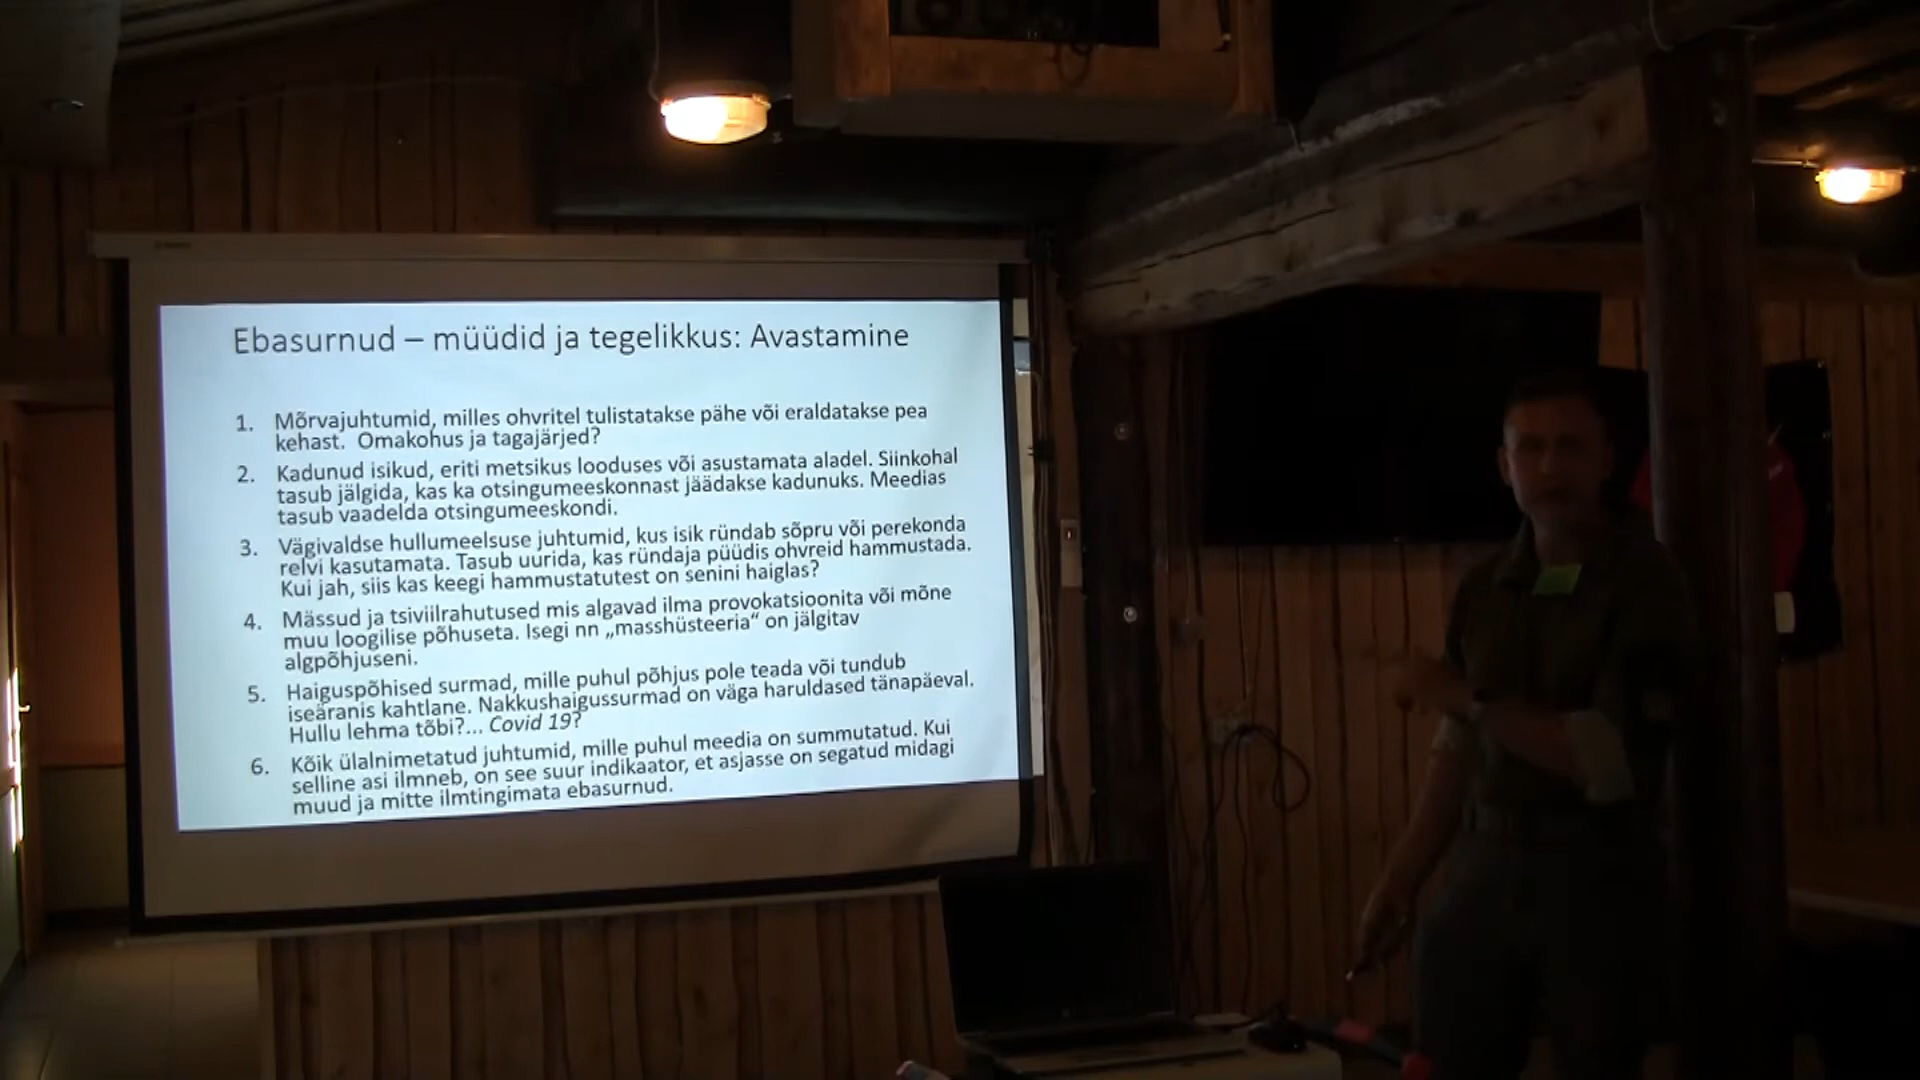 Ebasurnud – müüdid ja tegelikkus: Avastamine
1. Mõrvajuhtumid, milles ohvritel tulistatakse pähe või eraldatakse pea
kehast. Omakohus ja tagajärjed?
2. Kadunud isikud, eriti metsikus looduses või asustamata aladel. Siinkohal
tasub jälgida, kas ka otsingumeeskonnast jäädakse kadunuks. Meedias
tasub vaadelda otsingumeeskondi.
3. Vägivaldse hullumeelsuse juhtumid, kus isik ründab sõpru või perekonda
relvi kasutamata. Tasub uurida, kas ründaja püüdis ohvreid hammustada.
Kui jah, siis kas keegi hammustatutest on senini haiglas?
4. Mässud ja tsiviilrahutused mis algavad ilma provokatsioonita või mõne
muu loogilise põhuseta. Isegi nn „masshüsteeria“ on jälgitav
algpõhjuseni.
5. Haiguspõhised surmad, mille puhul põhjus pole teada või tundub
iseäranis kahtlane. Nakkushaigussurmad on väga haruldased tänapäeval.
Hullu lehma tõbi?... Covid 19?
6. Kõik ülalnimetatud juhtumid, mille puhul meedia on summutatud. Kui
selline asi ilmneb, on see suur indikaator, et asjasse on segatud midagi
muud ja mitte ilmtingimata ebasurnud.